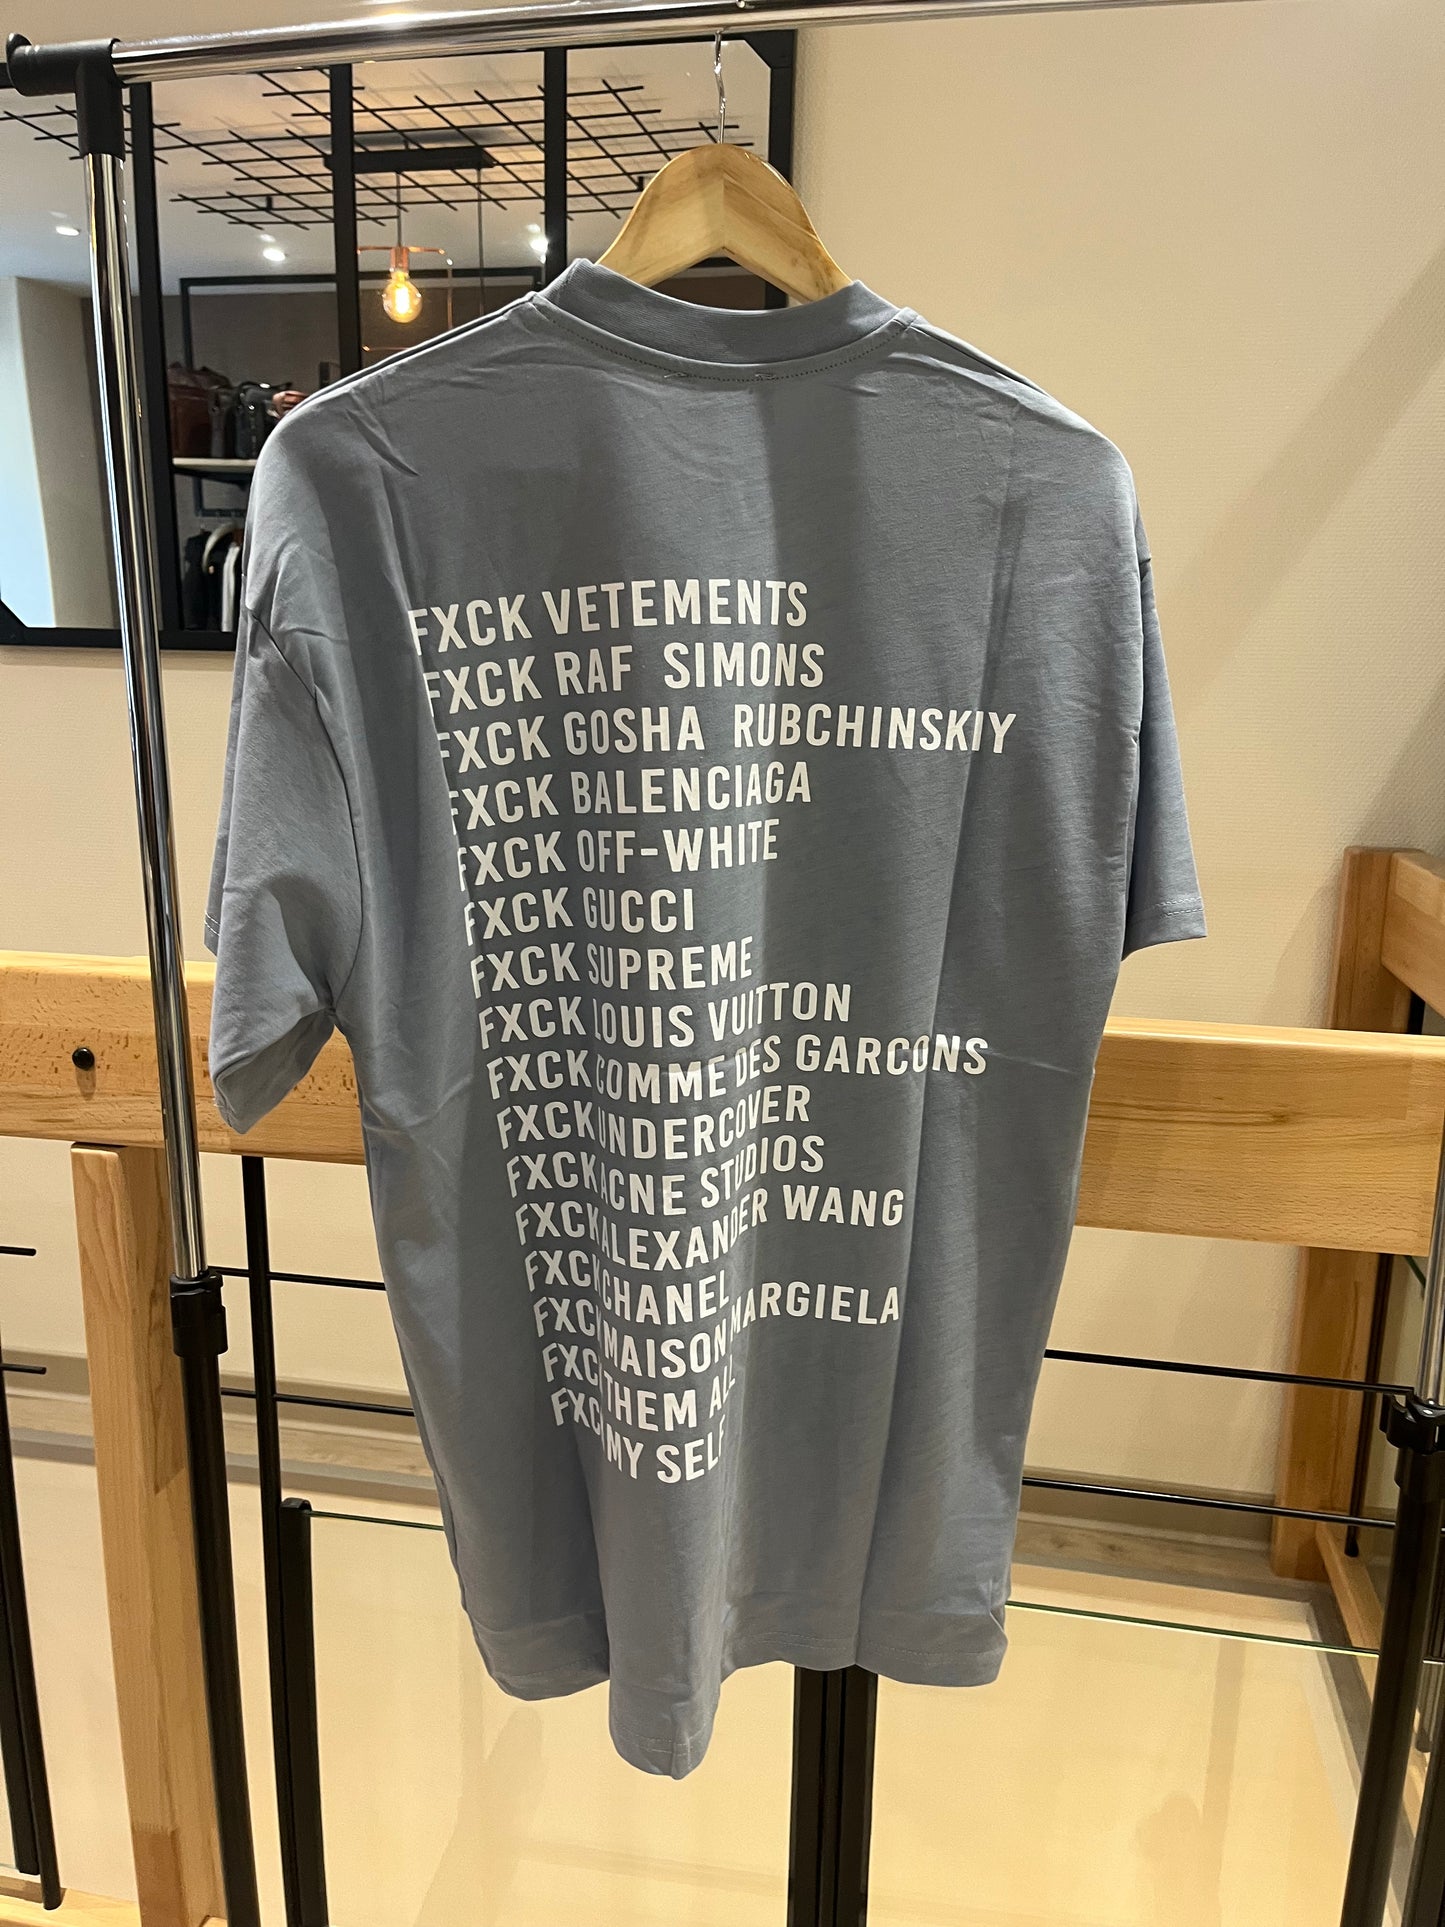 FXCK VETEMENTS
FXCK RAF SIMONS
FXCK GOSHA RUBCHINSKIY
FXCK BALENCIAGA
FXCK OFF-WHITE
FXCK GUCCI
FXCK SUPREME
FXCK LOUIS VUITTON
FXCK COMME DES GARCONS
FXCK UNDERCOVER
FXCK ACNE STUDIOS
FXCK ALEXANDER WANG
FXCK CHANEL
FXCK MAISON MARGIELA
FXCK THEM ALL
FXCK MY SELF